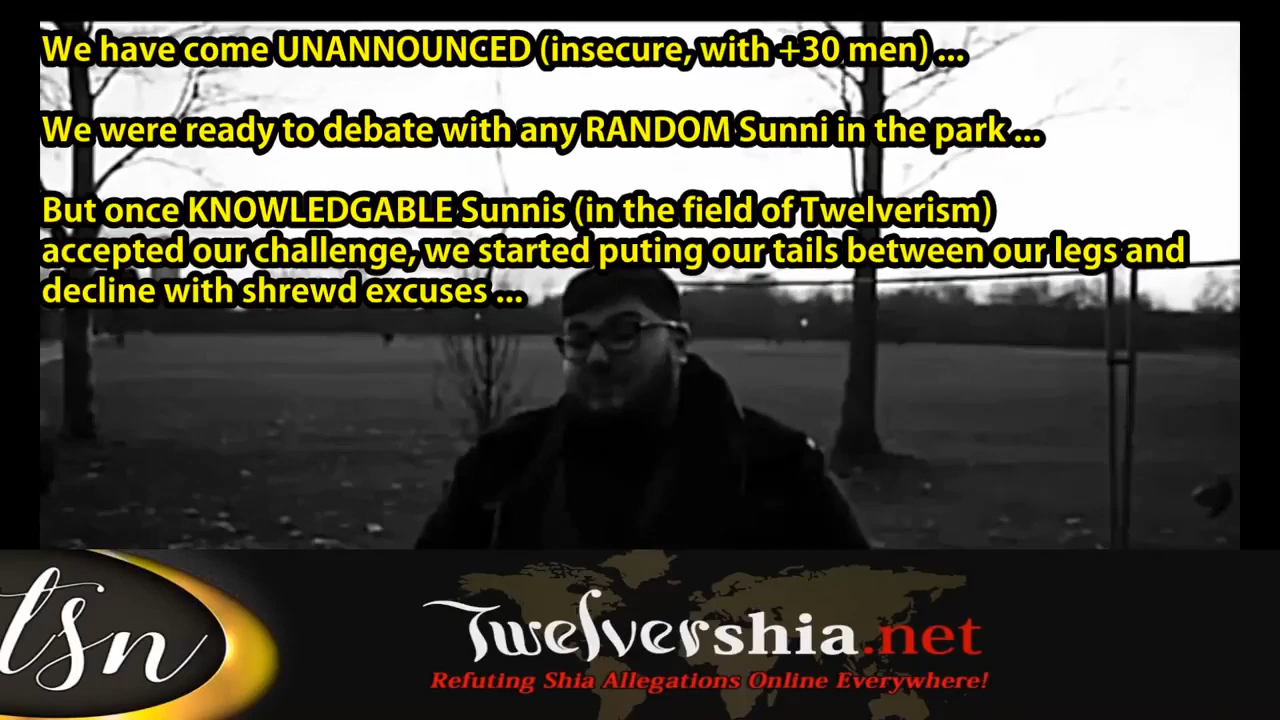 We have come UNANNOUNCED (insecure, with +30 men) ...
We were ready to debate with any RANDOM Sunni in the park ...
But once KNOWLEDGABLE Sunnis (in the field of Twelverism)
accepted our challenge, we started puting our tails between our legs and
decline with shrewd excuses ...
tsn
Twelvershia.net
Refuting Shia Allegations Online Everywhere!